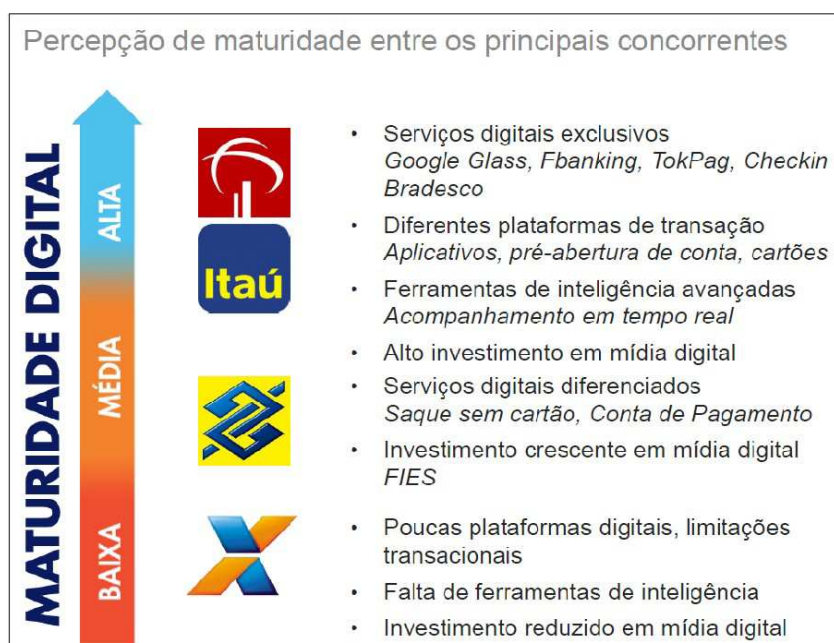 Percepção de maturidade entre os principais concorrentes
MATURIDADE DIGITAL
ALTA
MÉDIA
BAIXA
Itaú
• Serviços digitais exclusivos
Google Glass, Fbanking, TokPag, Checkin
Bradesco
• Diferentes plataformas de transação
Aplicativos, pré-abertura de conta, cartões
• Ferramentas de inteligência avançadas
Acompanhamento em tempo real
• Alto investimento em mídia digital
• Serviços digitais diferenciados
Saque sem cartão, Conta de Pagamento
• Investimento crescente em mídia digital
FIES
• Poucas plataformas digitais, limitações
transacionais
• Falta de ferramentas de inteligência
• Investimento reduzido em mídia digital